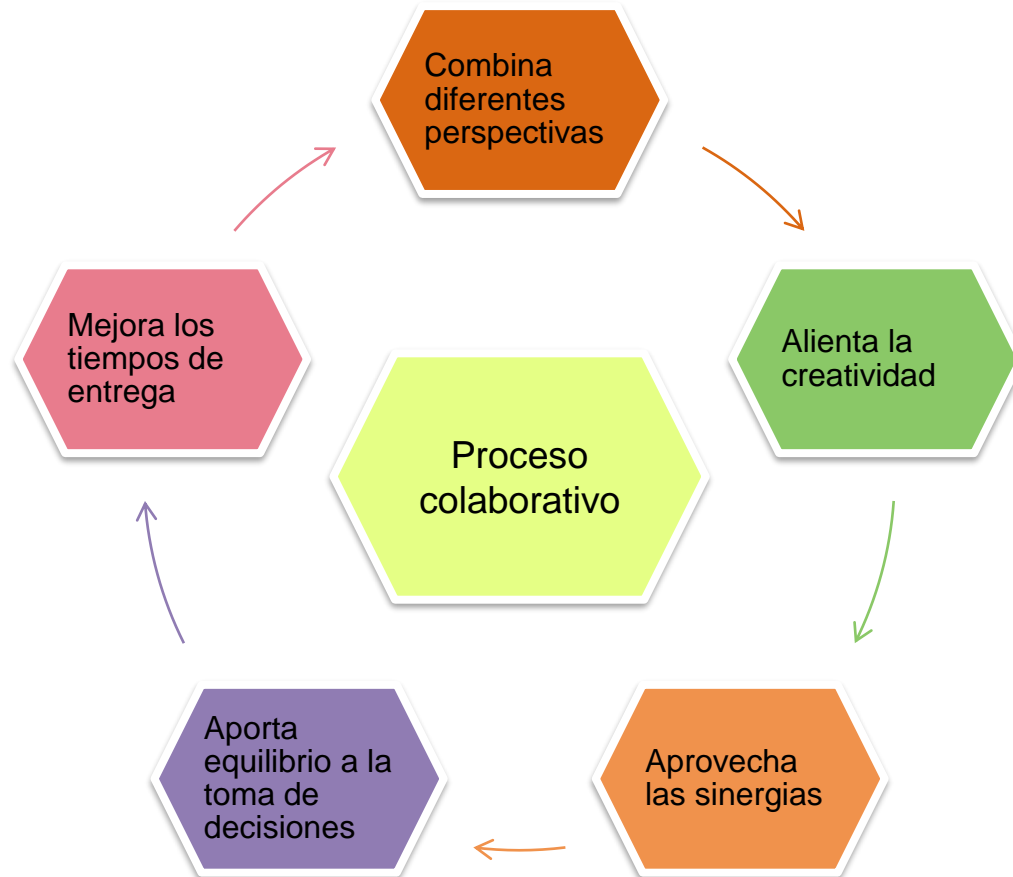 Combina
diferentes
perspectivas
Alienta la
creatividad
Aprovecha
las sinergias
Aporta
equilibrio a la
toma de
decisiones
Mejora los
tiempos de
entrega
Proceso
colaborativo